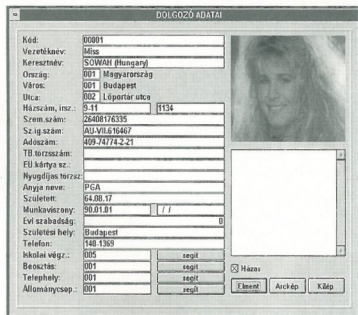 DOLGOZÓ ADATAI
Kód: 00001
Vezetéknév: Miss
Keresztnév: SOWAH (Hungary)
Ország: 001 Magyarország
Város: 001 Budapest
Utca: 002 Lőportár utca
Házszám, irsz.: 9-11 1134
Szem.szám: 26408176335
Sz.ig.szám: AU-VII.616467
Adószám: 409-74774-2-21
TB.törzsszám:
EÜ.kártya sz.:
Nyugdíjas törzsz:
Anyja neve: PGA
Született: 64.08.17
Munkaviszony: 90.01.01 / /
Évi szabadság: 0
Születési hely: Budapest
Telefon: 140-1369
Iskolai végz.: 005 segít
Beosztás: 001 segít
Telephely: 001 segít
Állománycsop.: 001 segít
Házas
Elment Arckép Kilép